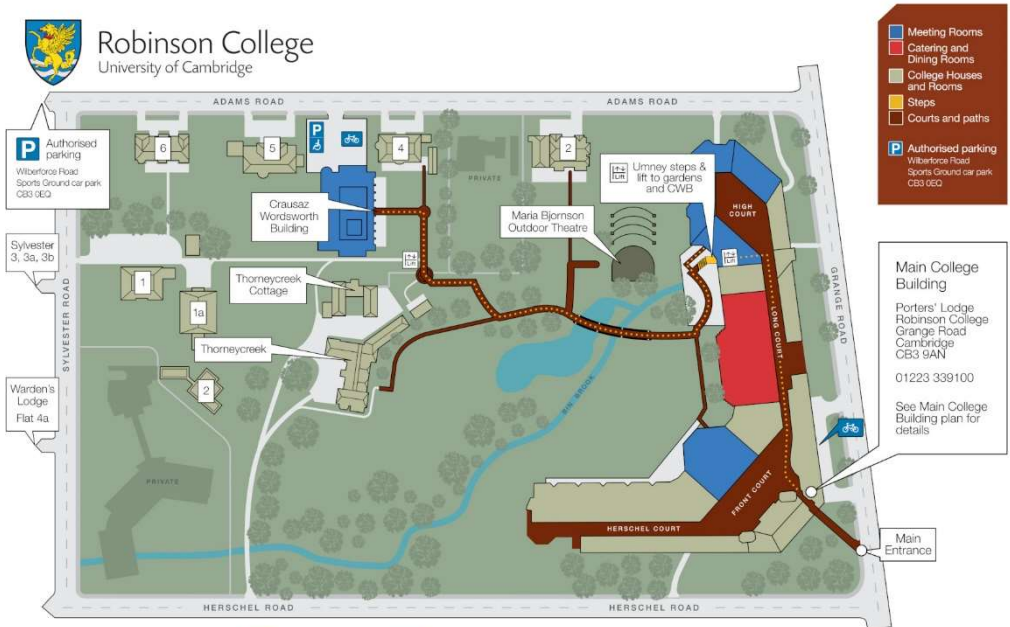 Robinson College
University of Cambridge
Meeting Rooms
Catering and
Dining Rooms
College Houses
and Rooms
Steps
Courts and paths
P Authorised parking
Wilberforce Road
Sports Ground car park
CB3 0EQ
ADAMS ROAD
ADAMS ROAD
P Authorised
parking
Wilberforce Road
Sports Ground car park
CB3 0EQ
6
5
P
4
2
PRIVATE
Umney steps &
lift to gardens
and CWB
Lift
Crausaz
Wordsworth
Building
Maria Bjornson
Outdoor Theatre
HIGH
COURT
Sylvester
3, 3a, 3b
Lift
Lift
Main College
Building
Porters' Lodge
Robinson College
Grange Road
Cambridge
CB3 9AN
01223 339100
See Main College
Building plan for
details
1
1a
Thorneycreek
Cottage
GRANGE ROAD
SYLVESTER ROAD
LONG COURT
Thorneycreek
2
Warden's
Lodge
Flat 4a
BIN BROOK
PRIVATE
FRONT COURT
HERSCHEL COURT
Main
Entrance
HERSCHEL ROAD
HERSCHEL ROAD